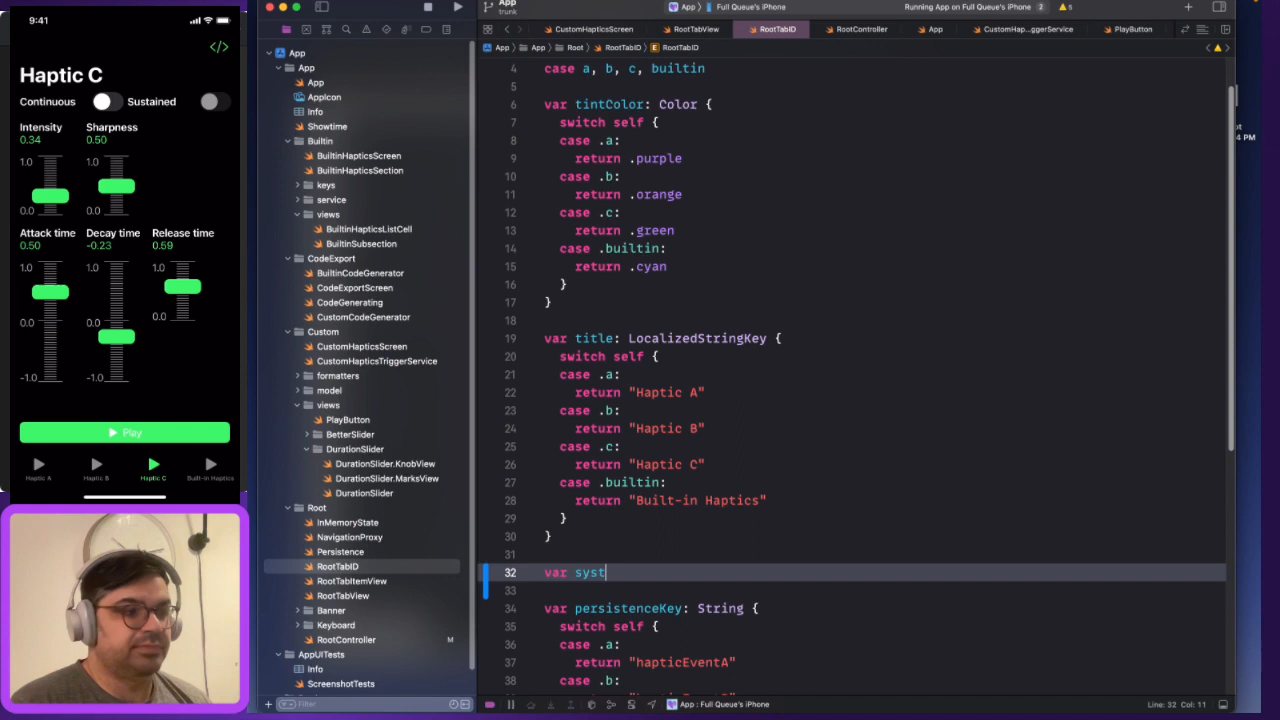 9:41
</>
Haptic C
Continuous
Sustained
Intensity
Sharpness
0.34
0.50
1.0
1.0
0.0
0.0
Attack time
Decay time
Release time
0.50
-0.23
0.59
1.0
1.0
1.0
0.0
0.0
0.0
-1.0
-1.0
Play
Haptic A
Haptic B
Haptic C
Built-in Haptics
App
trunk
App
Full Queue's iPhone
Running App on Full Queue's iPhone
2
5
CustomHapticsScreen
RootTabView
RootTabID
RootController
App
CustomHap...ggerService
PlayButton
App
App
Root
RootTabID
E
RootTabID
App
App
App
AppIcon
Info
Showtime
Builtin
BuiltinHapticsScreen
BuiltinHapticsSection
keys
service
views
BuiltinHapticsListCell
BuiltinSubsection
CodeExport
BuiltinCodeGenerator
CodeExportScreen
CodeGenerating
CustomCodeGenerator
Custom
CustomHapticsScreen
CustomHapticsTriggerService
formatters
model
views
PlayButton
BetterSlider
DurationSlider
DurationSlider.KnobView
DurationSlider.MarksView
DurationSlider
Root
InMemoryState
NavigationProxy
Persistence
RootTabID
RootTabItemView
RootTabView
Banner
Keyboard
RootController
M
AppUITests
Info
ScreenshotTests
Filter
4 case a, b, c, builtin
5
6 var tintColor: Color {
7 switch self {
8 case .a:
9 return .purple
10 case .b:
11 return .orange
12 case .c:
13 return .green
14 case .builtin:
15 return .cyan
16 }
17 }
18
19 var title: LocalizedStringKey {
20 switch self {
21 case .a:
22 return "Haptic A"
23 case .b:
24 return "Haptic B"
25 case .c:
26 return "Haptic C"
27 case .builtin:
28 return "Built-in Haptics"
29 }
30 }
31
32 var syst
33
34 var persistenceKey: String {
35 switch self {
36 case .a:
37 return "hapticEventA"
38 case .b:
App : Full Queue's iPhone
Line: 32 Col: 11